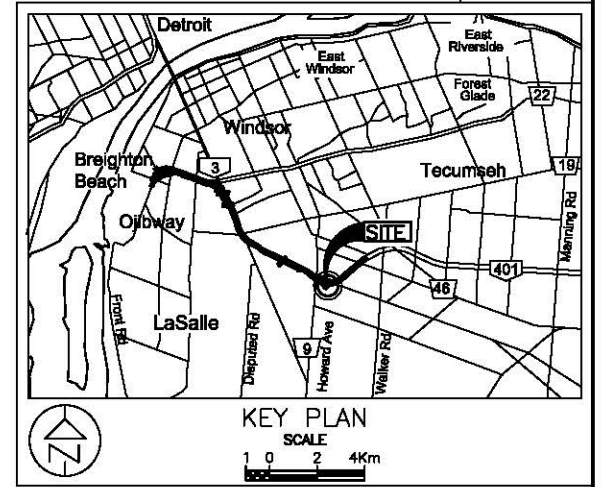 Detroit
East
Riverside
East
Windsor
Forest
Glade
22
Windsor
Breighton
Beach
3
Tecumseh
19
Ojibway
Manning Rd
SITE
401
46
Front Rd
LaSalle
Disputed Rd
9
Howard Ave
Walker Rd
N
KEY PLAN
SCALE
1 0 2 4Km